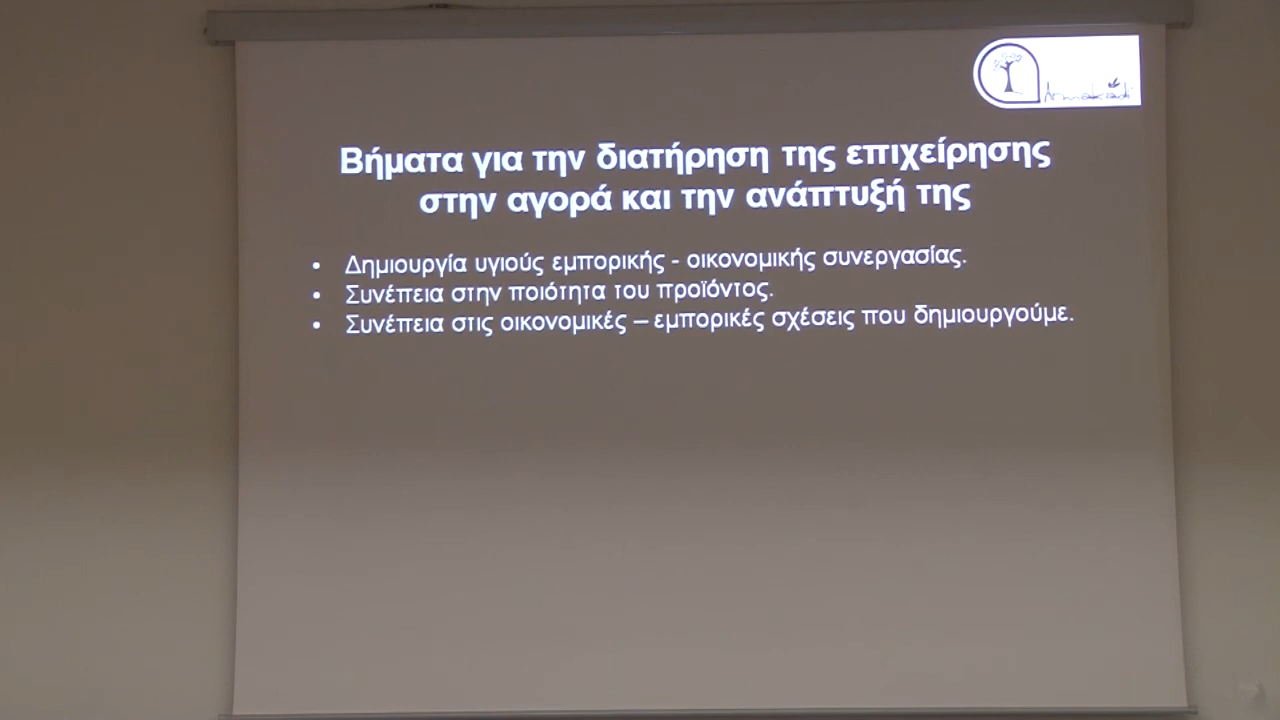 Βήματα για την διατήρηση της επιχείρησης
στην αγορά και την ανάπτυξή της
• Δημιουργία υγιούς εμπορικής - οικονομικής συνεργασίας.
• Συνέπεια στην ποιότητα του προϊόντος.
• Συνέπεια στις οικονομικές – εμπορικές σχέσεις που δημιουργούμε.